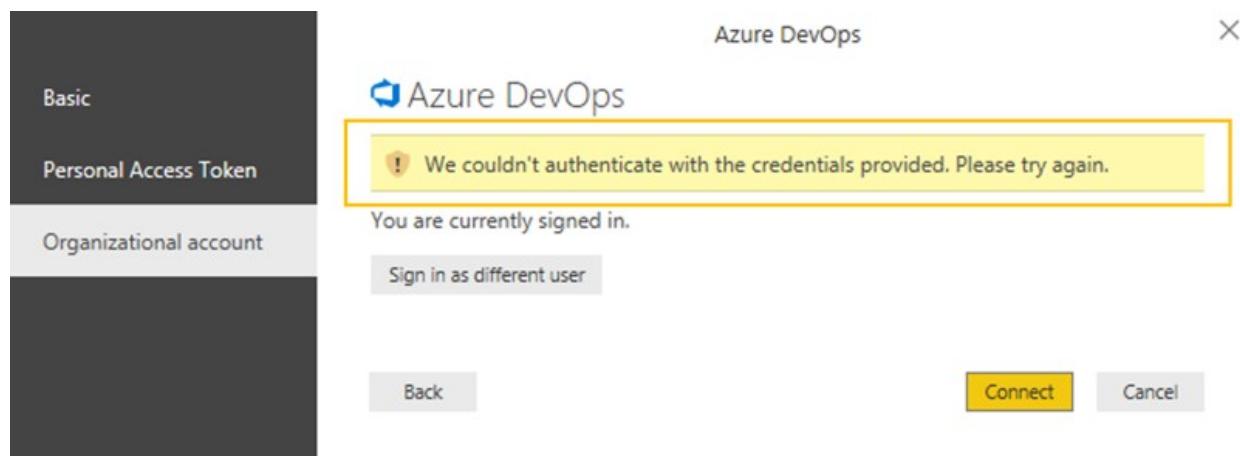 Azure DevOps
Basic
Personal Access Token
Organizational account
Azure DevOps
We couldn't authenticate with the credentials provided. Please try again.
You are currently signed in.
Sign in as different user
Back
Connect
Cancel